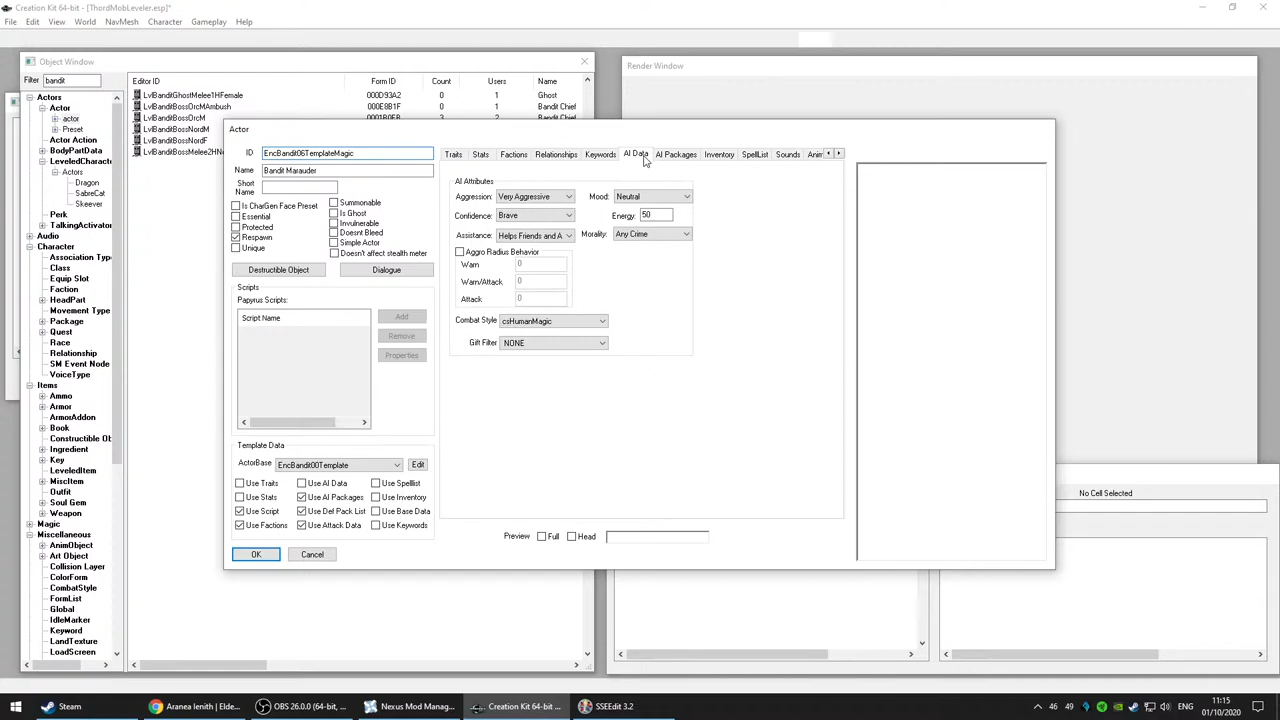 Creation Kit 64-bit - [ThordMobLeveler.esp]*
File Edit View World NavMesh Character Gameplay Help
Object Window
Render Window
Filter bandit
Editor ID Form ID Count Users Name
LvlBanditGhostMelee1HFemale 000D93A2 0 1 Ghost
LvlBanditBossOrcMAmbush 000E8B1F 0 2 Bandit Chief
LvlBanditBossOrcM
LvlBanditBossNordM
LvlBanditBossNordF
Actors
Actor
actor
Preset
Actor Action
BodyPartData
LeveledCharacte
Actors
Dragon
SabreCat
Skeever
Perk
TalkingActivator
Audio
Character
Association Type
Class
Equip Slot
Faction
HeadPart
Movement Type
Package
Quest
Race
Relationship
SM Event Node
VoiceType
Items
Ammo
Armor
ArmorAddon
Book
Constructible Ob
Ingredient
Key
LeveledItem
MiscItem
Outfit
Soul Gem
Weapon
Magic
Miscellaneous
AnimObject
Art Object
Collision Layer
ColorForm
CombatStyle
FormList
Global
IdleMarker
Keyword
LandTexture
LoadScreen
Actor
ID EncBandit06TemplateMagic
Name Bandit Marauder
Short Name
Is CharGen Face Preset
Essential
Protected
Respawn
Unique
Summonable
Is Ghost
Invulnerable
Doesnt Bleed
Simple Actor
Doesn't affect stealth meter
Destructible Object Dialogue
Scripts
Papyrus Scripts:
Script Name
Add
Remove
Properties
Template Data
ActorBase EncBandit00Template Edit
Use Traits Use AI Data Use Spelllist
Use Stats Use AI Packages Use Inventory
Use Script Use Def Pack List Use Base Data
Use Factions Use Attack Data Use Keywords
OK Cancel
Traits Stats Factions Relationships Keywords AI Data AI Packages Inventory SpellList Sounds Anim
AI Attributes
Aggression: Very Aggressive Mood: Neutral
Confidence: Brave Energy: 50
Assistance: Helps Friends and A Morality: Any Crime
Aggro Radius Behavior
Warn 0
Warn/Attack 0
Attack 0
Combat Style csHumanMagic
Gift Filter NONE
Preview Full Head
No Cell Selected
Steam
Aranea Ienith | Elde...
OBS 26.0.0 (64-bit, ...
Nexus Mod Manag...
Creation Kit 64-bit - ...
SSEEdit 3.2
46 49
11:15
01/10/2020